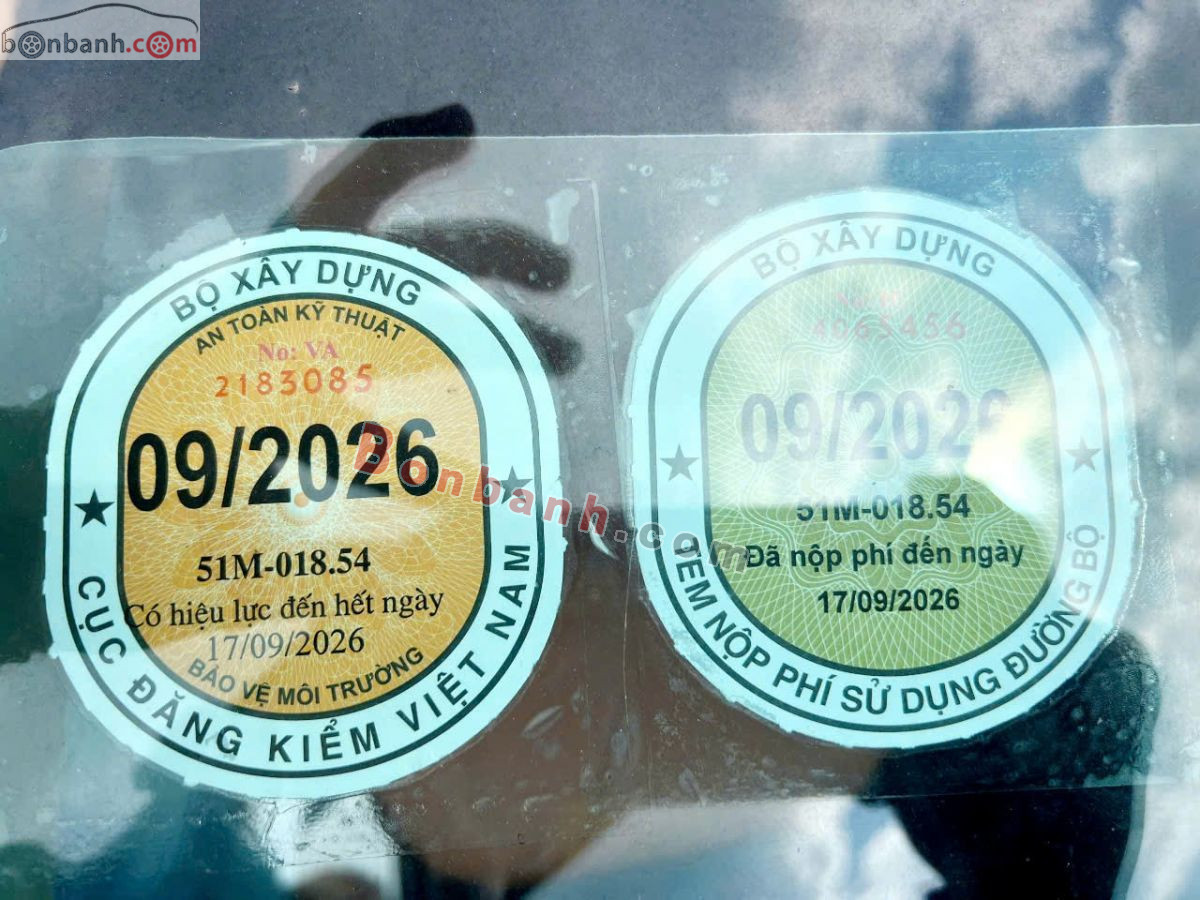 bonbanh.com
BỘ XÂY DỰNG
AN TOÀN KỸ THUẬT
No: VA
2183085
09/2026
51M-018.54
Có hiệu lực đến hết ngày
17/09/2026
BẢO VỆ MÔI TRƯỜNG
CỤC ĐĂNG KIỂM VIỆT NAM
Bonbanh.com
BỘ XÂY DỰNG
4065456
09/2026
51M-018.54
Đã nộp phí đến ngày
17/09/2026
TEM NỘP PHÍ SỬ DỤNG ĐƯỜNG BỘ